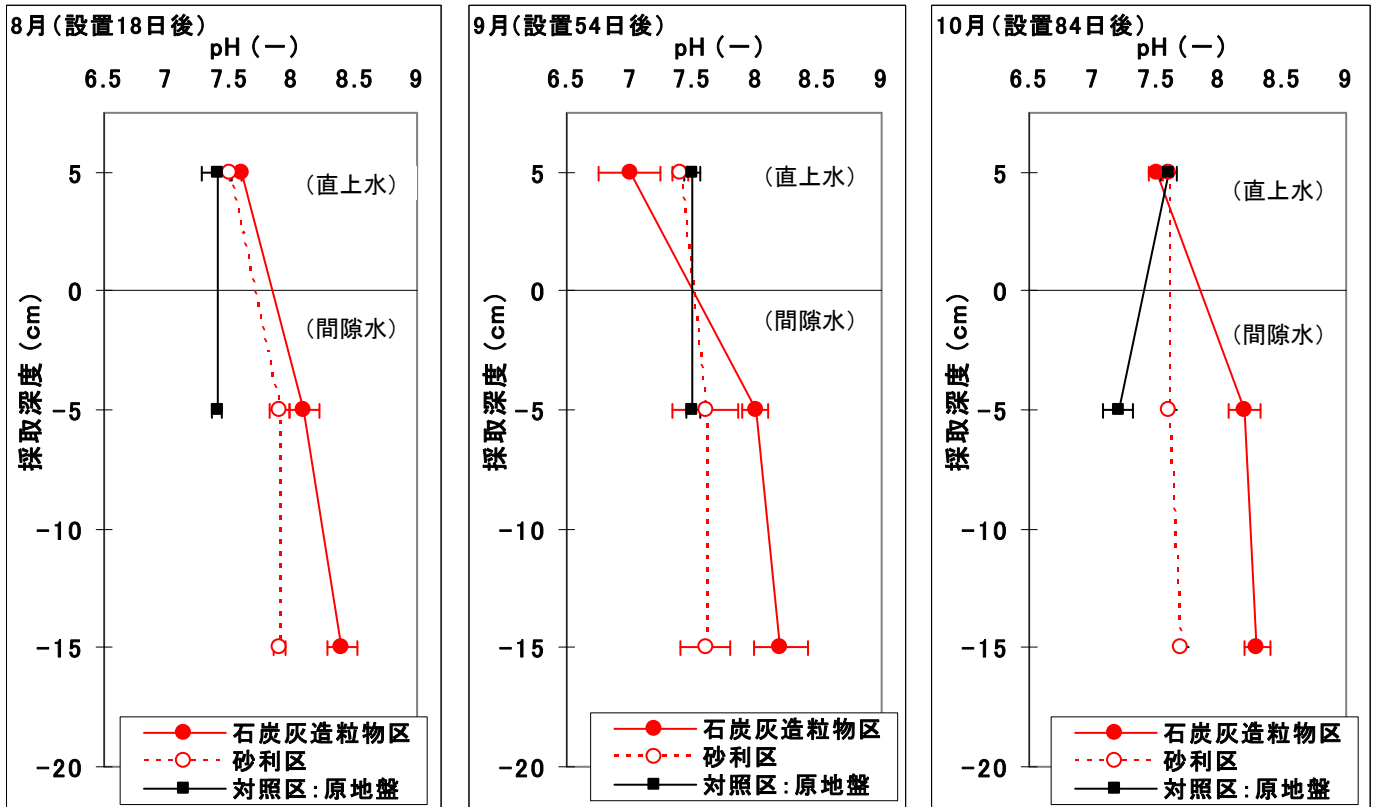 8月(設置18日後)
pH (ー)
6.5 7 7.5 8 8.5 9
5
0
-5
-10
-15
-20
採取深度 (cm)
(直上水)
(間隙水)
石炭灰造粒物区
砂利区
対照区:原地盤
9月(設置54日後)
pH (ー)
6.5 7 7.5 8 8.5 9
5
0
-5
-10
-15
-20
採取深度 (cm)
(直上水)
(間隙水)
石炭灰造粒物区
砂利区
対照区:原地盤
10月(設置84日後)
pH (ー)
6.5 7 7.5 8 8.5 9
5
0
-5
-10
-15
-20
採取深度 (cm)
(直上水)
(間隙水)
石炭灰造粒物区
砂利区
対照区:原地盤